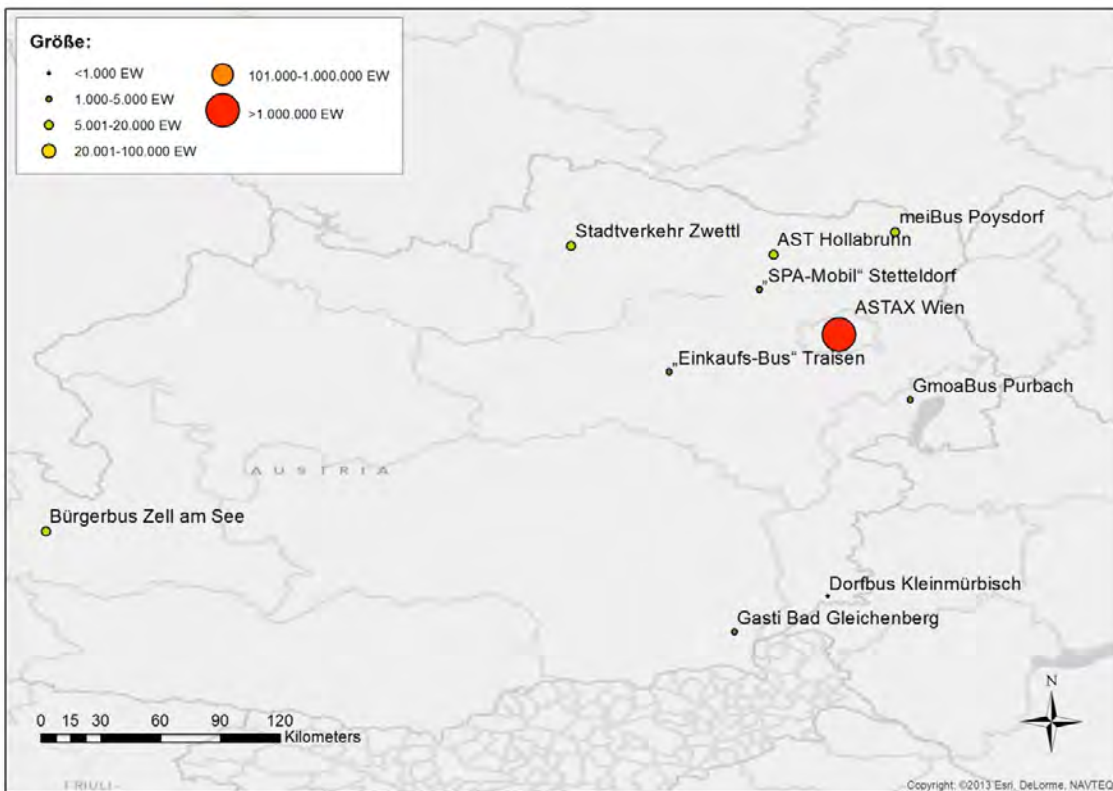 Größe:
<1.000 EW
1.000-5.000 EW
5.001-20.000 EW
20.001-100.000 EW
101.000-1.000.000 EW
>1.000.000 EW
meiBus Poysdorf
Stadtverkehr Zwettl
AST Hollabrunn
„SPA-Mobil“ Stetteldorf
ASTAX Wien
„Einkaufs-Bus“ Traisen
GmoaBus Purbach
AUSTRIA
Bürgerbus Zell am See
Dorfbus Kleinmürbisch
Gasti Bad Gleichenberg
N
0 15 30 60 90 120
Kilometers
FRIULI-
Copyright: ©2013 Esri, DeLorme, NAVTEQ